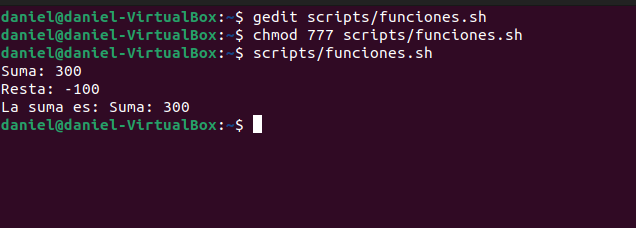 daniel@daniel-VirtualBox:~$ gedit scripts/funciones.sh
daniel@daniel-VirtualBox:~$ chmod 777 scripts/funciones.sh
daniel@daniel-VirtualBox:~$ scripts/funciones.sh
Suma: 300
Resta: -100
La suma es: Suma: 300
daniel@daniel-VirtualBox:~$